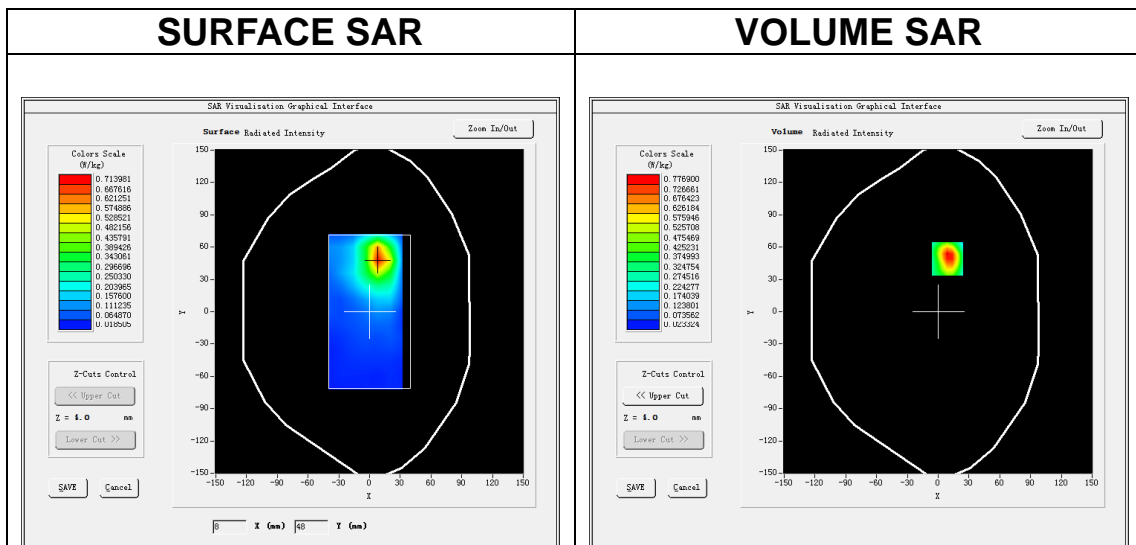 SURFACE SAR
VOLUME SAR
SAR Visualisation Graphical Interface
Surface Radiated Intensity
Zoom In/Out
Colors Scale
(W/kg)
0.713981
0.667616
0.621251
0.574886
0.528521
0.482156
0.435791
0.389426
0.343061
0.296696
0.250330
0.203965
0.157600
0.111235
0.064870
0.018505
150
120
90
60
30
0
-30
-60
-90
-120
-150
Y
-150 -120 -90 -60 -30 0 30 60 90 120 150
X
Z-Cuts Control
<< Upper Cut
Z = 4.0 mm
Lower Cut >>
SAVE Cancel
8 X (mm) 48 Y (mm)
SAR Visualisation Graphical Interface
Volume Radiated Intensity
Zoom In/Out
Colors Scale
(W/kg)
0.776900
0.726661
0.676423
0.626184
0.575946
0.525708
0.475469
0.425231
0.374993
0.324754
0.274516
0.224277
0.174039
0.123801
0.073562
0.023324
150
120
90
60
30
0
-30
-60
-90
-120
-150
Y
-150 -120 -90 -60 -30 0 30 60 90 120 150
X
Z-Cuts Control
<< Upper Cut
Z = 4.0 mm
Lower Cut >>
SAVE Cancel